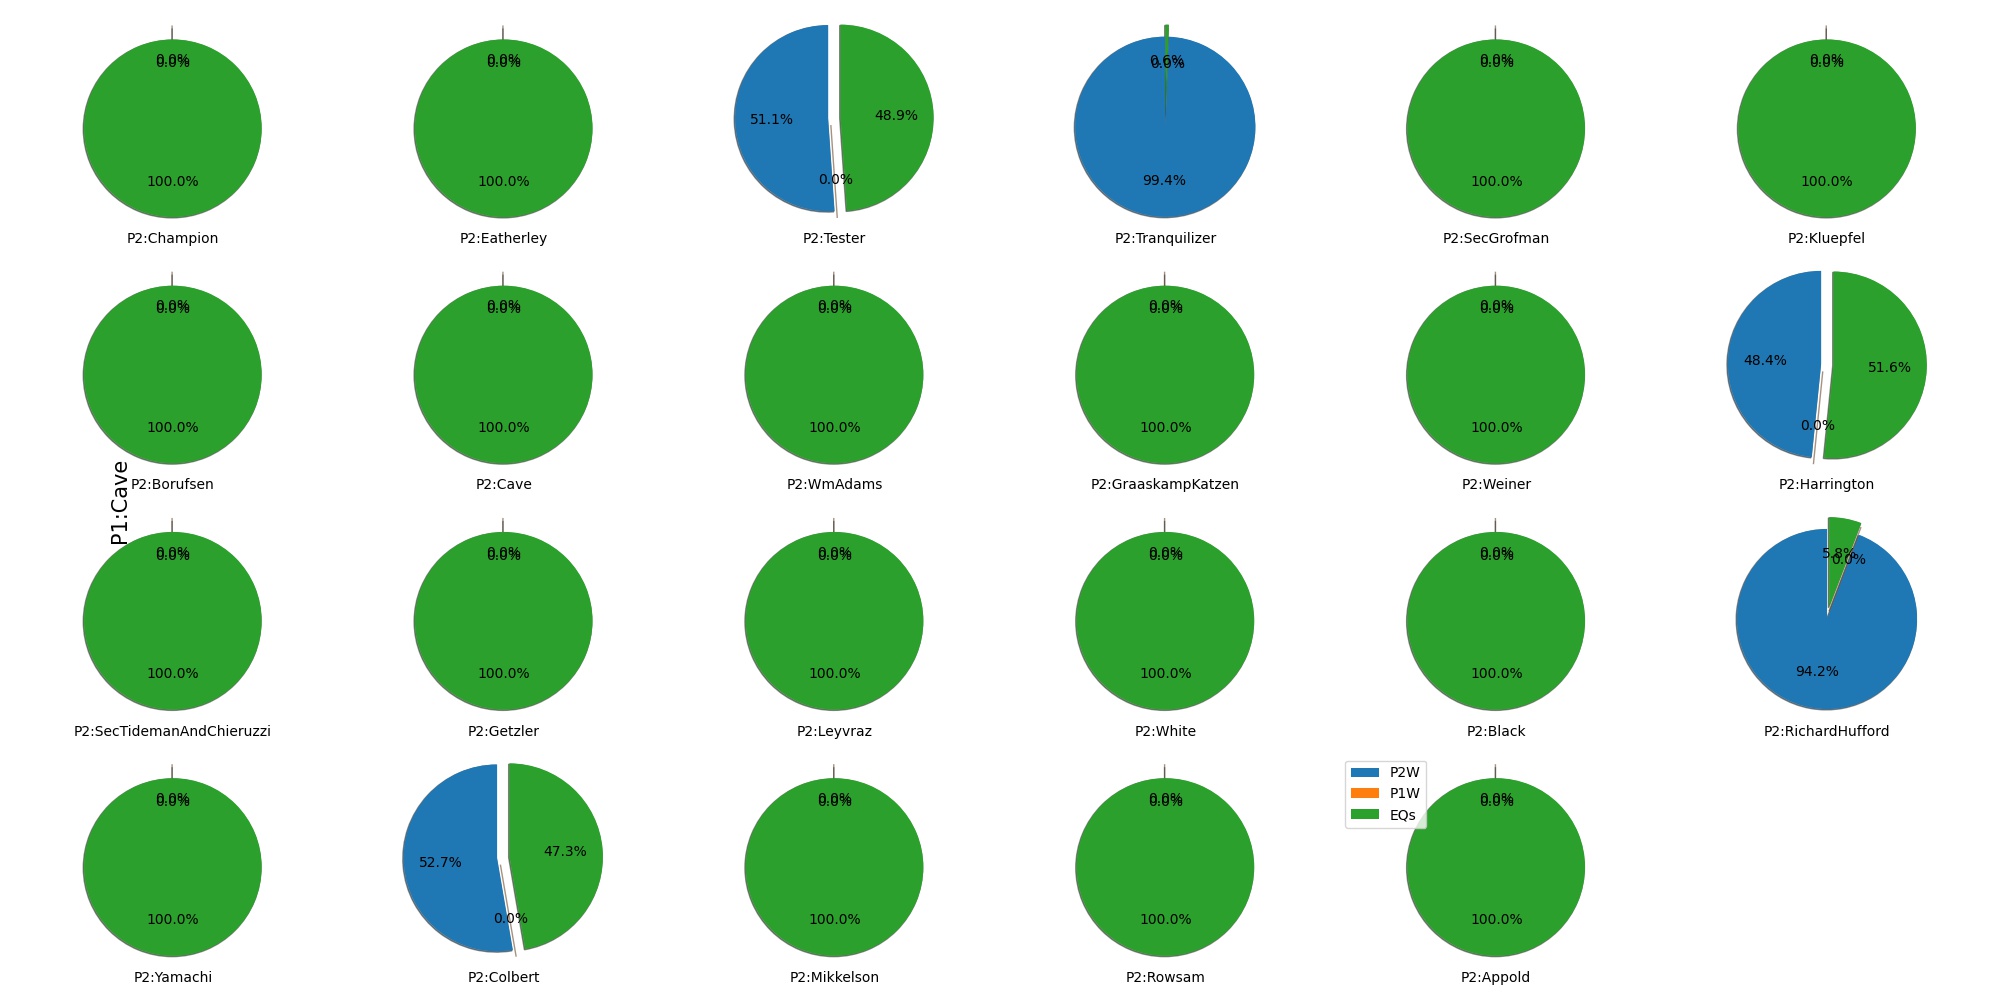 0.0%
0.0%
100.0%
P2:Champion
0.0%
0.0%
100.0%
P2:Eatherley
51.1%
48.9%
0.0%
P2:Tester
0.6%
0.0%
99.4%
P2:Tranquilizer
0.0%
0.0%
100.0%
P2:SecGrofman
0.0%
0.0%
100.0%
P2:Kluepfel
0.0%
0.0%
100.0%
P2:Borufsen
0.0%
0.0%
100.0%
P2:Cave
0.0%
0.0%
100.0%
P2:WmAdams
0.0%
0.0%
100.0%
P2:GraaskampKatzen
0.0%
0.0%
100.0%
P2:Weiner
48.4%
51.6%
0.0%
P2:Harrington
P1:Cave
0.0%
0.0%
100.0%
P2:SecTidemanAndChieruzzi
0.0%
0.0%
100.0%
P2:Getzler
0.0%
0.0%
100.0%
P2:Leyvraz
0.0%
0.0%
100.0%
P2:White
0.0%
0.0%
100.0%
P2:Black
5.8%
0.0%
94.2%
P2:RichardHufford
0.0%
0.0%
100.0%
P2:Yamachi
52.7%
47.3%
0.0%
P2:Colbert
0.0%
0.0%
100.0%
P2:Mikkelson
0.0%
0.0%
100.0%
P2:Rowsam
P2W
P1W
EQs
0.0%
0.0%
100.0%
P2:Appold